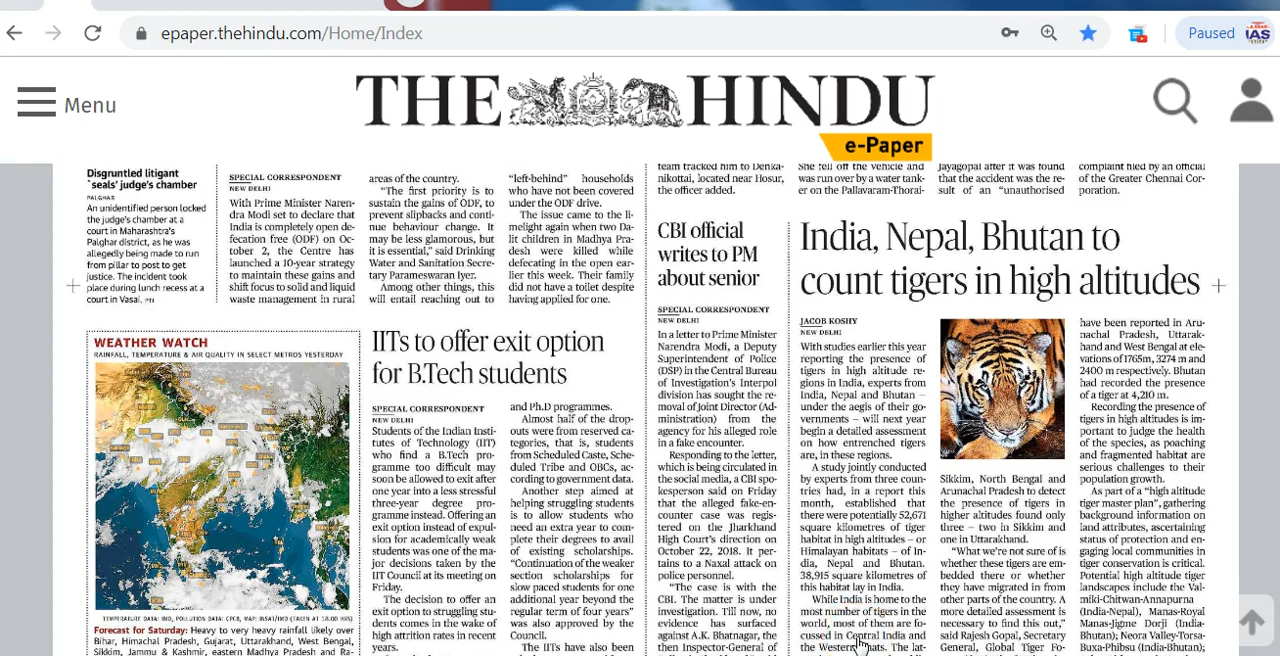 epaper.thehindu.com/Home/Index
Paused
IAS
Menu
THE HINDU
e-Paper
Disgruntled litigant
`seals' judge's chamber
PALGHAR
An unidentified person locked
the judge's chamber at a
court in Maharashtra's
Palghar district, as he was
allegedly being made to run
from pillar to post to get
justice. The incident took
place during lunch recess at a
court in Vasai. PTI
SPECIAL CORRESPONDENT
NEW DELHI
With Prime Minister Naren-
dra Modi set to declare that
India is completely open de-
fecation free (ODF) on Oc-
tober 2, the Centre has
launched a 10-year strategy
to maintain these gains and
shift focus to solid and liquid
waste management in rural
areas of the country.
"The first priority is to
sustain the gains of ODF, to
prevent slipbacks and conti-
nue behaviour change. It
may be less glamorous, but
it is essential," said Drinking
Water and Sanitation Secre-
tary Parameswaran Iyer.
Among other things, this
will entail reaching out to
"left-behind" households
who have not been covered
under the ODF drive.
The issue came to the li-
melight again when two Da-
lit children in Madhya Pra-
desh were killed while
defecating in the open ear-
lier this week. Their family
did not have a toilet despite
having applied for one.
team tracked him to Denka-
nikottai, located near Hosur,
the officer added.
She fell off the vehicle and
was run over by a water tank-
er on the Pallavaram-Thorai-
Jayagopal after it was found
that the accident was the re-
sult of an "unauthorised
complaint filed by an official
of the Greater Chennai Cor-
poration.
WEATHER WATCH
RAINFALL, TEMPERATURE & AIR QUALITY IN SELECT METROS YESTERDAY
TEMPERATURE DATA: IMD, POLLUTION DATA: CPCB, MAP: INSAT/IMD (TAKEN AT 18.00 HRS)
Forecast for Saturday: Heavy to very heavy rainfall likely over
Bihar, Himachal Pradesh, Gujarat, Uttarakhand, West Bengal,
Sikkim, Jammu & Kashmir, eastern Madhya Pradesh and Ra-
IITs to offer exit option
for B.Tech students
SPECIAL CORRESPONDENT
NEW DELHI
Students of the Indian Insti-
tutes of Technology (IIT)
who find a B.Tech pro-
gramme too difficult may
soon be allowed to exit after
one year into a less stressful
three-year degree pro-
gramme instead. Offering an
exit option instead of expul-
sion for academically weak
students was one of the ma-
jor decisions taken by the
IIT Council at its meeting on
Friday.
The decision to offer an
exit option to struggling stu-
dents comes in the wake of
high attrition rates in recent
years.
and Ph.D programmes.
Almost half of the drop-
outs were from reserved ca-
tegories, that is, students
from Scheduled Caste, Sche-
duled Tribe and OBCs, ac-
cording to government data.
Another step aimed at
helping struggling students
is to allow students who
need an extra year to com-
plete their degrees to avail
of existing scholarships.
"Continuation of the weaker
section scholarships for
slow paced students for one
additional year beyond the
regular term of four years"
was also approved by the
Council.
The IITs have also been
CBI official
writes to PM
about senior
SPECIAL CORRESPONDENT
NEW DELHI
In a letter to Prime Minister
Narendra Modi, a Deputy
Superintendent of Police
(DSP) in the Central Bureau
of Investigation's Interpol
division has sought the re-
moval of Joint Director (Ad-
ministration) from the
agency for his alleged role
in a fake encounter.
Responding to the letter,
which is being circulated in
the social media, a CBI spo-
kesperson said on Friday
that the alleged fake-en-
counter case was regis-
tered on the Jharkhand
High Court's direction on
October 22, 2018. It per-
tains to a Naxal attack on
police personnel.
"The case is with the
CBI. The matter is under
investigation. Till now, no
evidence has surfaced
against A.K. Bhatnagar, the
then Inspector-General of
India, Nepal, Bhutan to
count tigers in high altitudes
JACOB KOSHY
NEW DELHI
With studies earlier this year
reporting the presence of
tigers in high altitude re-
gions in India, experts from
India, Nepal and Bhutan –
under the aegis of their go-
vernments – will next year
begin a detailed assessment
on how entrenched tigers
are, in these regions.
A study jointly conducted
by experts from three coun-
tries had, in a report this
month, established that
there were potentially 52,671
square kilometres of tiger
habitat in high altitudes – or
Himalayan habitats – of In-
dia, Nepal and Bhutan.
38,915 square kilometres of
this habitat lay in India.
While India is home to the
most number of tigers in the
world, most of them are fo-
cussed in Central India and
the Western Ghats. The lat-
Sikkim, North Bengal and
Arunachal Pradesh to detect
the presence of tigers in
higher altitudes found only
three – two in Sikkim and
one in Uttarakhand.
"What we're not sure of is
whether these tigers are em-
bedded there or whether
they have migrated in from
other parts of the country. A
more detailed assessment is
necessary to find this out,"
said Rajesh Gopal, Secretary
General, Global Tiger Fo-
have been reported in Aru-
nachal Pradesh, Uttarak-
hand and West Bengal at ele-
vations of 1765m, 3274 m and
2400 m respectively. Bhutan
had recorded the presence
of a tiger at 4,210 m.
Recording the presence of
tigers in high altitudes is im-
portant to judge the health
of the species, as poaching
and fragmented habitat are
serious challenges to their
population growth.
As part of a "high altitude
tiger master plan", gathering
background information on
land attributes, ascertaining
status of protection and en-
gaging local communities in
tiger conservation is critical.
Potential high altitude tiger
landscapes include the Val-
miki-Chitwan-Annapurna
(India-Nepal), Manas-Royal
Manas-Jigme Dorji (India-
Bhutan); Neora Valley-Torsa-
Buxa-Phibsu (India-Bhutan)